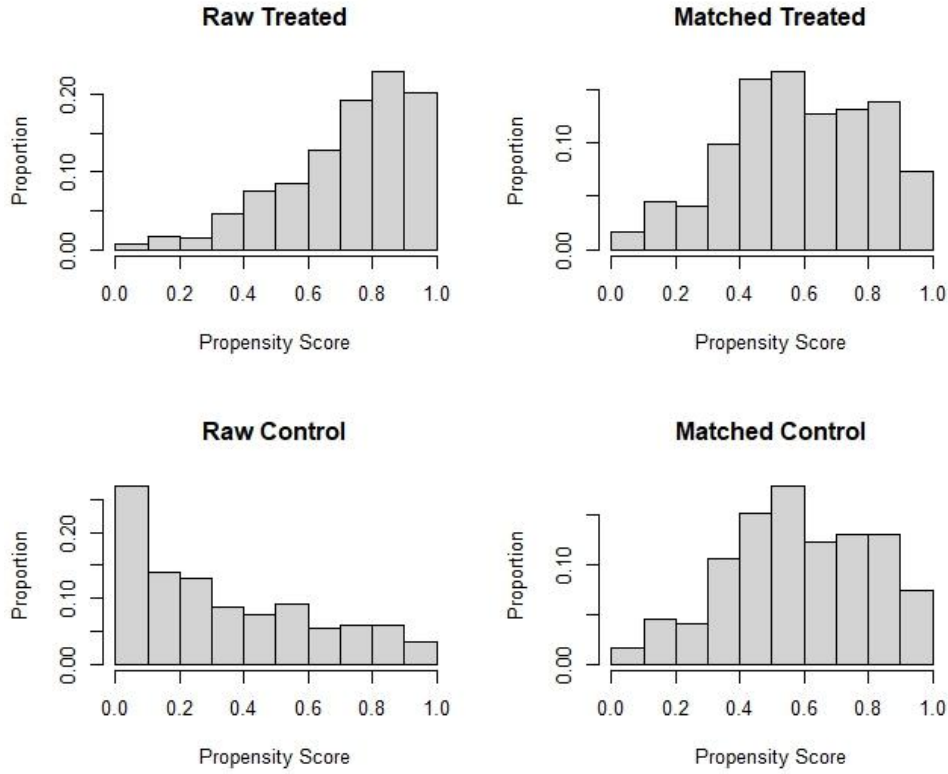 Raw Treated
Proportion
0.00 0.10 0.20
0.0 0.2 0.4 0.6 0.8 1.0
Propensity Score
Matched Treated
Proportion
0.00 0.10
0.0 0.2 0.4 0.6 0.8 1.0
Propensity Score
Raw Control
Proportion
0.00 0.10 0.20
0.0 0.2 0.4 0.6 0.8 1.0
Propensity Score
Matched Control
Proportion
0.00 0.10
0.0 0.2 0.4 0.6 0.8 1.0
Propensity Score